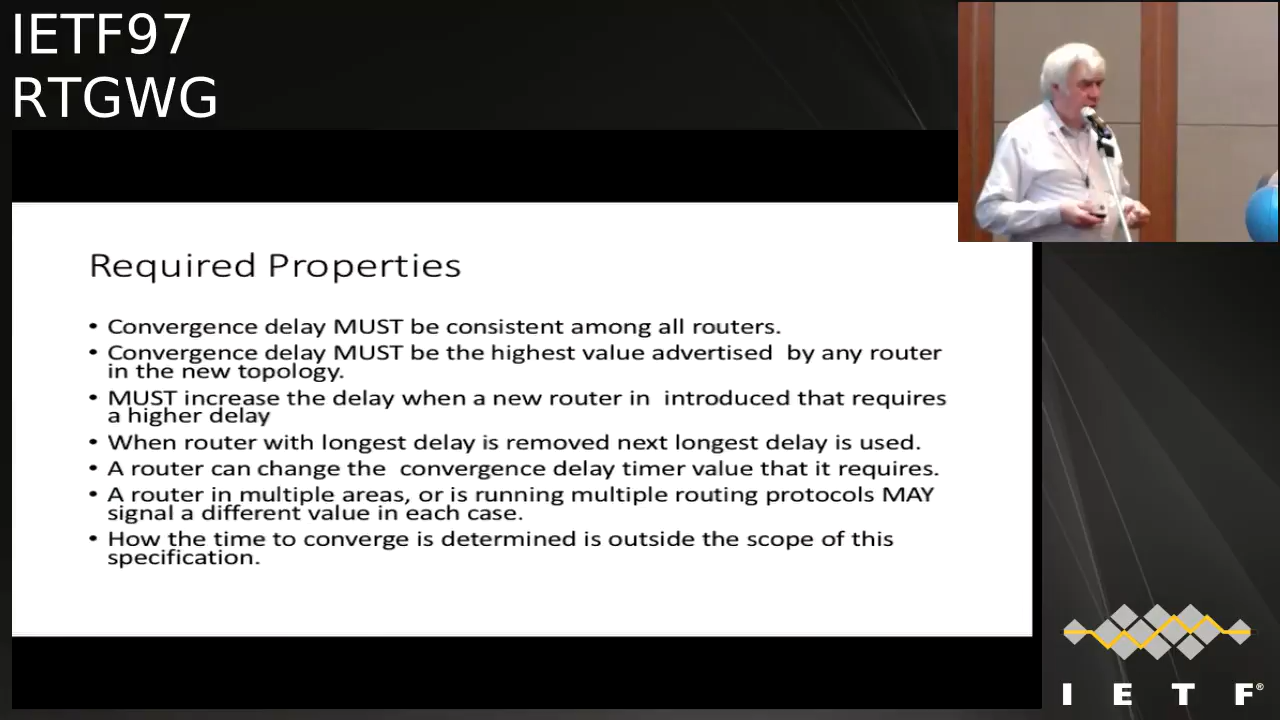 IETF97
RTGWG
Required Properties
• Convergence delay MUST be consistent among all routers.
• Convergence delay MUST be the highest value advertised by any router
in the new topology.
• MUST increase the delay when a new router in introduced that requires
a higher delay
• When router with longest delay is removed next longest delay is used.
• A router can change the convergence delay timer value that it requires.
• A router in multiple areas, or is running multiple routing protocols MAY
signal a different value in each case.
• How the time to converge is determined is outside the scope of this
specification.
I E T F®